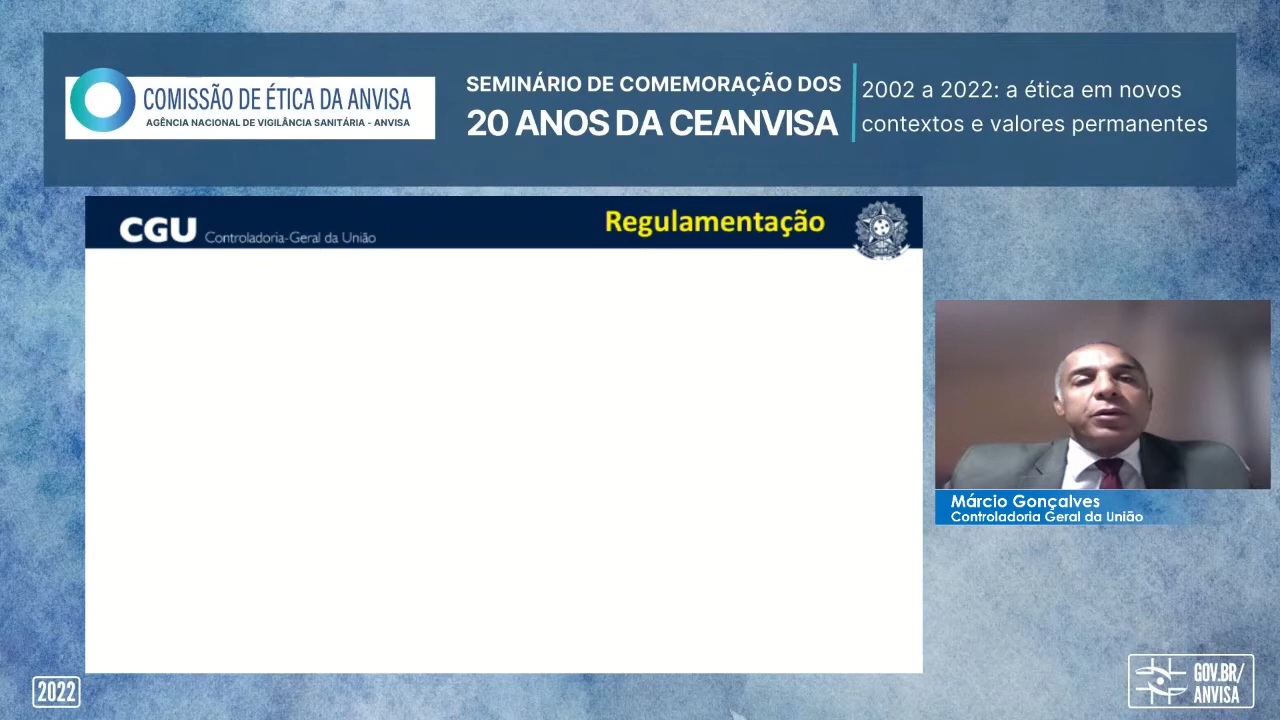 COMISSÃO DE ÉTICA DA ANVISA
AGÊNCIA NACIONAL DE VIGILÂNCIA SANITÁRIA - ANVISA
SEMINÁRIO DE COMEMORAÇÃO DOS
20 ANOS DA CEANVISA
2002 a 2022: a ética em novos
contextos e valores permanentes
CGU Controladoria-Geral da União
Regulamentação
Márcio Gonçalves
Controladoria Geral da União
2022
GOV.BR/
ANVISA